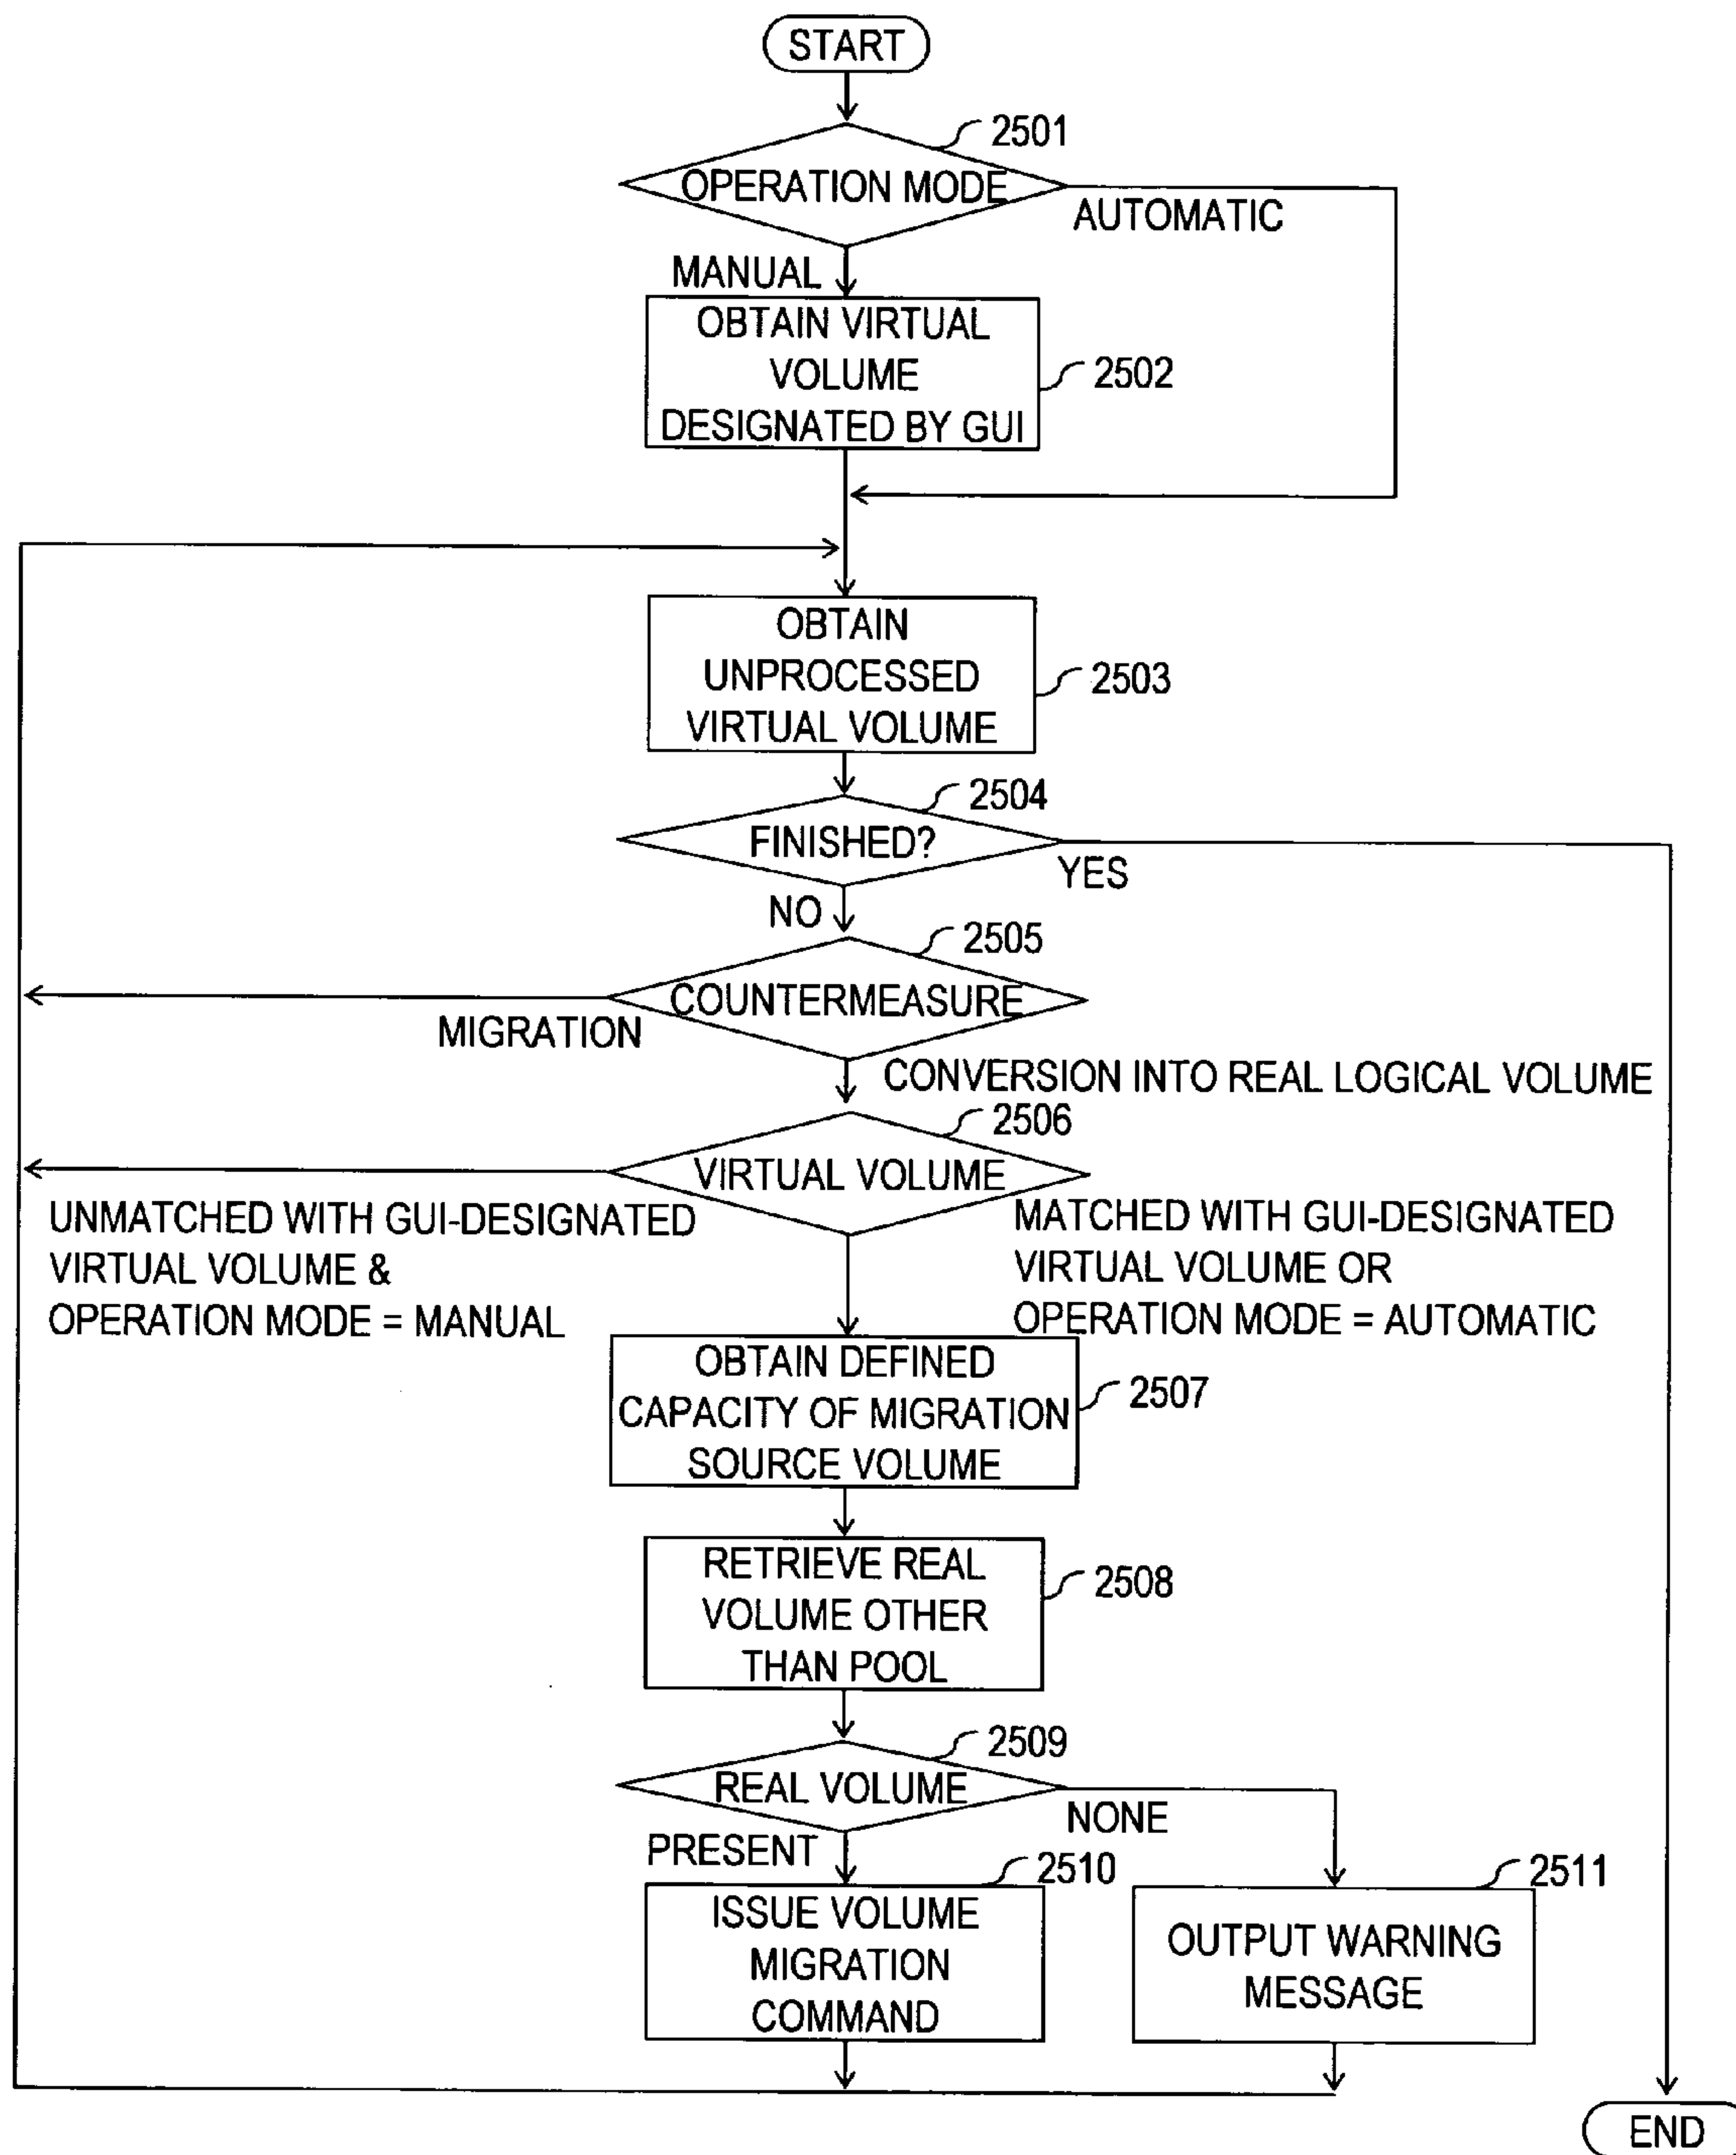 START
2501
OPERATION MODE
AUTOMATIC
MANUAL
OBTAIN VIRTUAL
VOLUME
DESIGNATED BY GUI
2502
OBTAIN
UNPROCESSED
VIRTUAL VOLUME
2503
2504
FINISHED?
YES
NO
2505
COUNTERMEASURE
MIGRATION
CONVERSION INTO REAL LOGICAL VOLUME
2506
VIRTUAL VOLUME
UNMATCHED WITH GUI-DESIGNATED
VIRTUAL VOLUME &
OPERATION MODE = MANUAL
MATCHED WITH GUI-DESIGNATED
VIRTUAL VOLUME OR
OPERATION MODE = AUTOMATIC
OBTAIN DEFINED
CAPACITY OF MIGRATION
SOURCE VOLUME
2507
RETRIEVE REAL
VOLUME OTHER
THAN POOL
2508
2509
REAL VOLUME
NONE
PRESENT
2510
ISSUE VOLUME
MIGRATION
COMMAND
2511
OUTPUT WARNING
MESSAGE
END